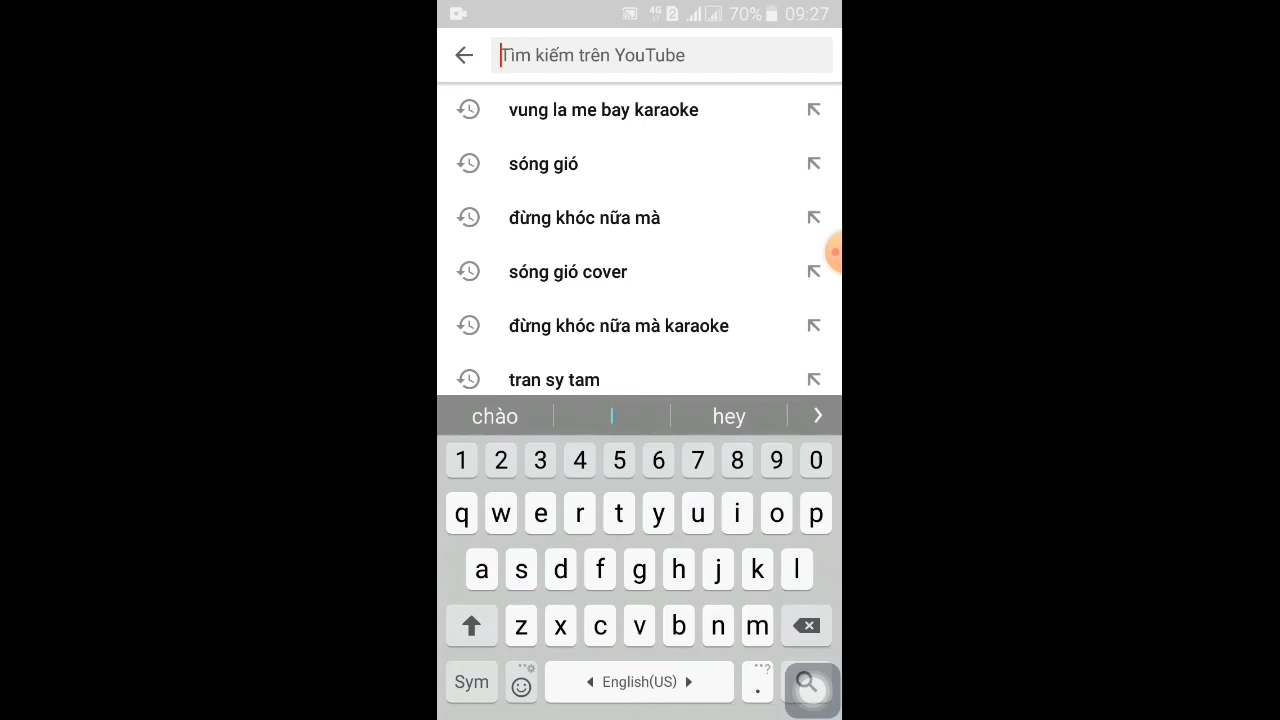 4G 2 70% 09:27
Tìm kiếm trên YouTube
vung la me bay karaoke
sóng gió
đừng khóc nữa mà
sóng gió cover
đừng khóc nữa mà karaoke
tran sy tam
chào I hey
1 2 3 4 5 6 7 8 9 0
q w e r t y u i o p
a s d f g h j k l
z x c v b n m
Sym English(US) . ?